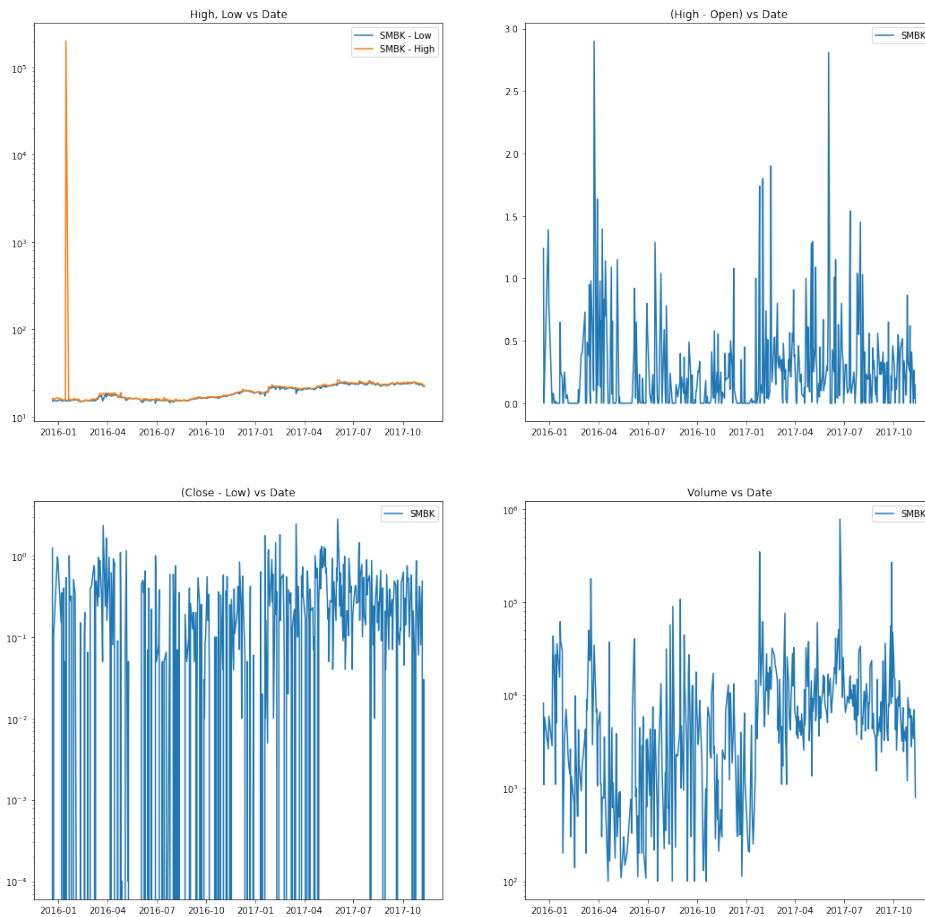 High, Low vs Date
SMBK - Low
SMBK - High
10^5
10^4
10^3
10^2
10^1
2016-01 2016-04 2016-07 2016-10 2017-01 2017-04 2017-07 2017-10
(High - Open) vs Date
SMBK
3.0
2.5
2.0
1.5
1.0
0.5
0.0
2016-01 2016-04 2016-07 2016-10 2017-01 2017-04 2017-07 2017-10
(Close - Low) vs Date
SMBK
10^0
10^-1
10^-2
10^-3
10^-4
2016-01 2016-04 2016-07 2016-10 2017-01 2017-04 2017-07 2017-10
Volume vs Date
SMBK
10^6
10^5
10^4
10^3
10^2
2016-01 2016-04 2016-07 2016-10 2017-01 2017-04 2017-07 2017-10